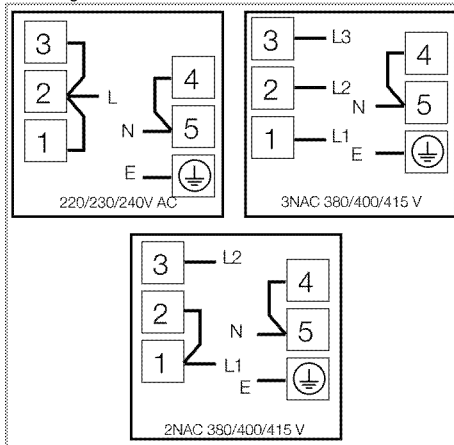 3
2 L 4
1 N 5
E
220/230/240V AC
3 L3 4
2 L2 N 5
1 L1 E
3NAC 380/400/415 V
3 L2 4
2 N 5
1 L1
E
2NAC 380/400/415 V